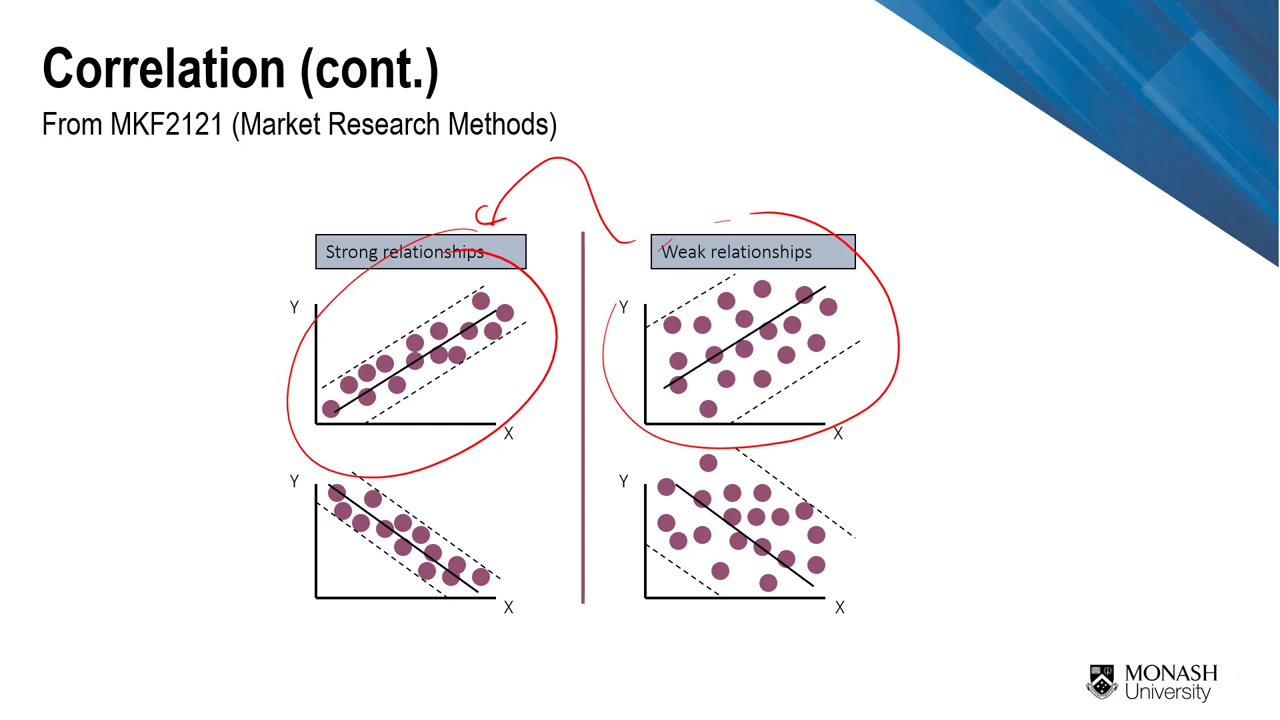 Correlation (cont.)
From MKF2121 (Market Research Methods)
Strong relationships
Weak relationships
Y
X
Y
X
Y
X
Y
X
MONASH
University